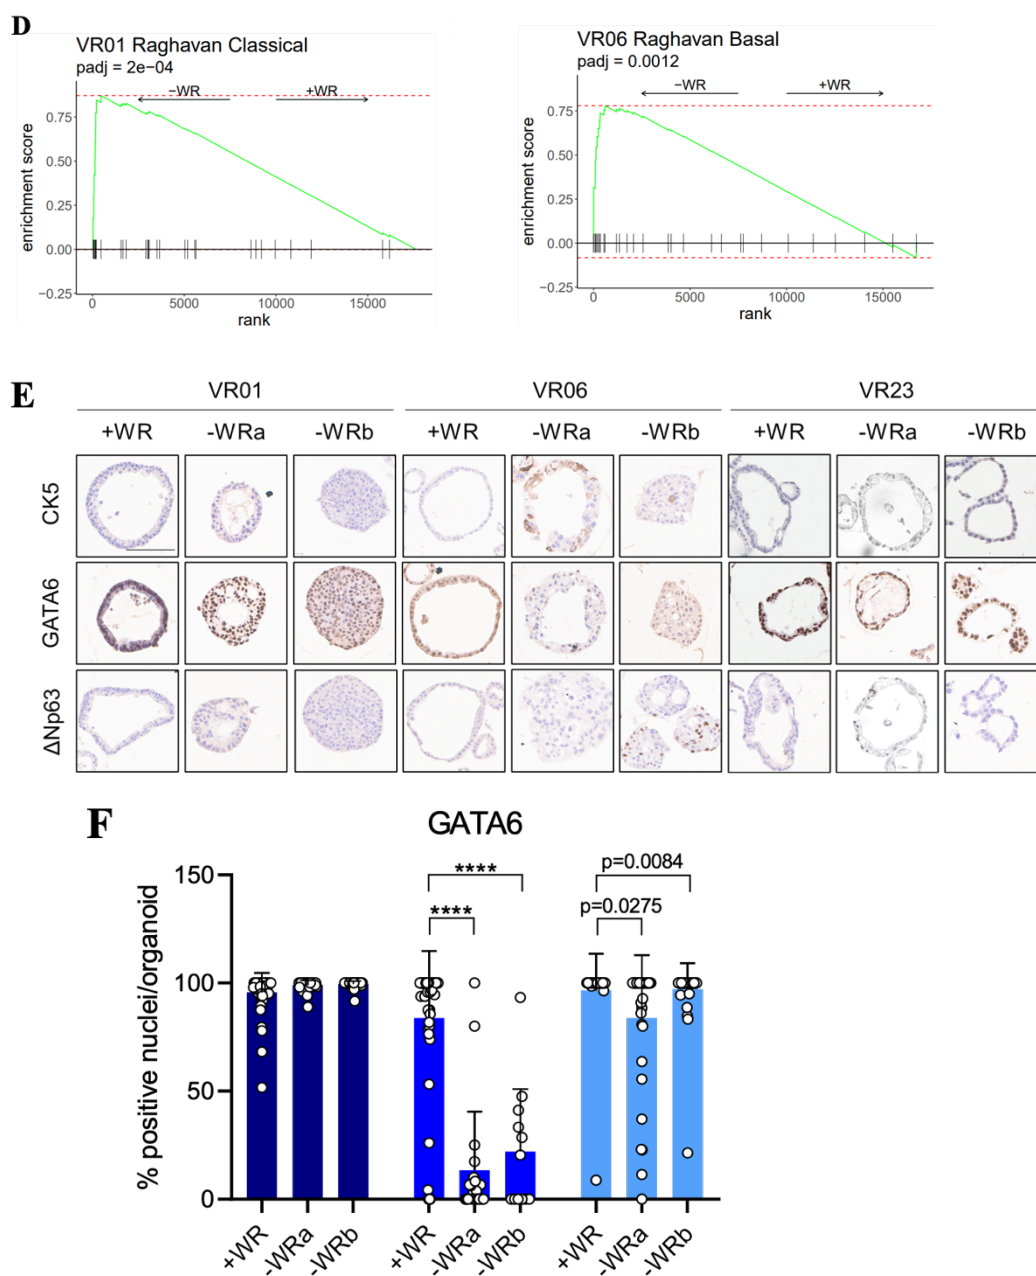 D
VR01 Raghavan Classical
padj = 2e−04
−WR +WR
enrichment score
0.75
0.50
0.25
0.00
−0.25
0 5000 10000 15000
rank
VR06 Raghavan Basal
padj = 0.0012
−WR +WR
enrichment score
0.75
0.50
0.25
0.00
−0.25
0 5000 10000 15000
rank
E
VR01 VR06 VR23
+WR -WRa -WRb +WR -WRa -WRb +WR -WRa -WRb
CK5
GATA6
ΔNp63
F
GATA6
% positive nuclei/organoid
150
100
50
0
**** 
****
p=0.0084
p=0.0275
+WR -WRa -WRb +WR -WRa -WRb +WR -WRa -WRb